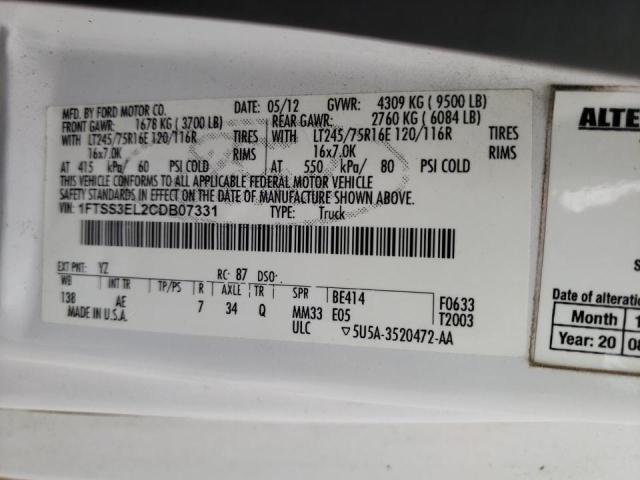 MFD. BY FORD MOTOR CO. DATE: 05/12 GVWR: 4309 KG ( 9500 LB)
FRONT GAWR: 1678 KG ( 3700 LB) REAR GAWR: 2760 KG ( 6084 LB)
WITH LT245/75R16E 120/116R TIRES WITH LT245/75R16E 120/116R TIRES
16x7.0K RIMS 16x7.0K RIMS
AT 415 kPa/ 60 PSI COLD AT 550 kPa/ 80 PSI COLD
THIS VEHICLE CONFORMS TO ALL APPLICABLE FEDERAL MOTOR VEHICLE
SAFETY STANDARDS IN EFFECT ON THE DATE OF MANUFACTURE SHOWN ABOVE.
VIN: 1FTSS3EL2CDB07331 TYPE: Truck
EXT PNT: YZ RC: 87 DSO:
WB INT TR TP/PS R AXLE TR SPR BE414 F0633
138 AE 7 34 Q MM33 E05 T2003
MADE IN U.S.A. ULC ▽5U5A-3520472-AA
ALTE
S
Date of alteratio
Month 1
Year: 20 08